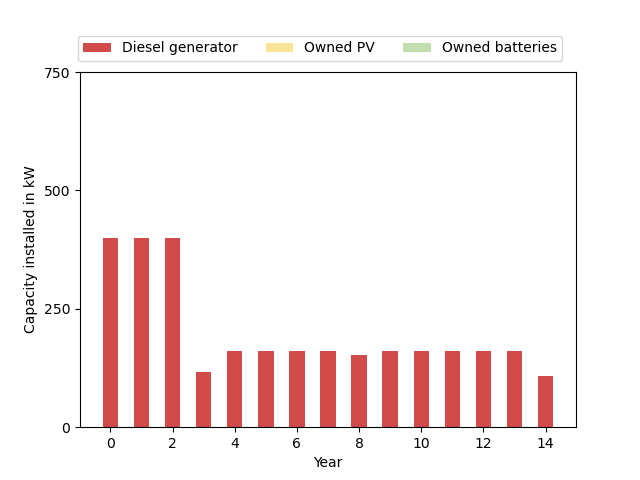 Diesel generator Owned PV Owned batteries
750
500
250
0
Capacity installed in kW
0 2 4 6 8 10 12 14
Year